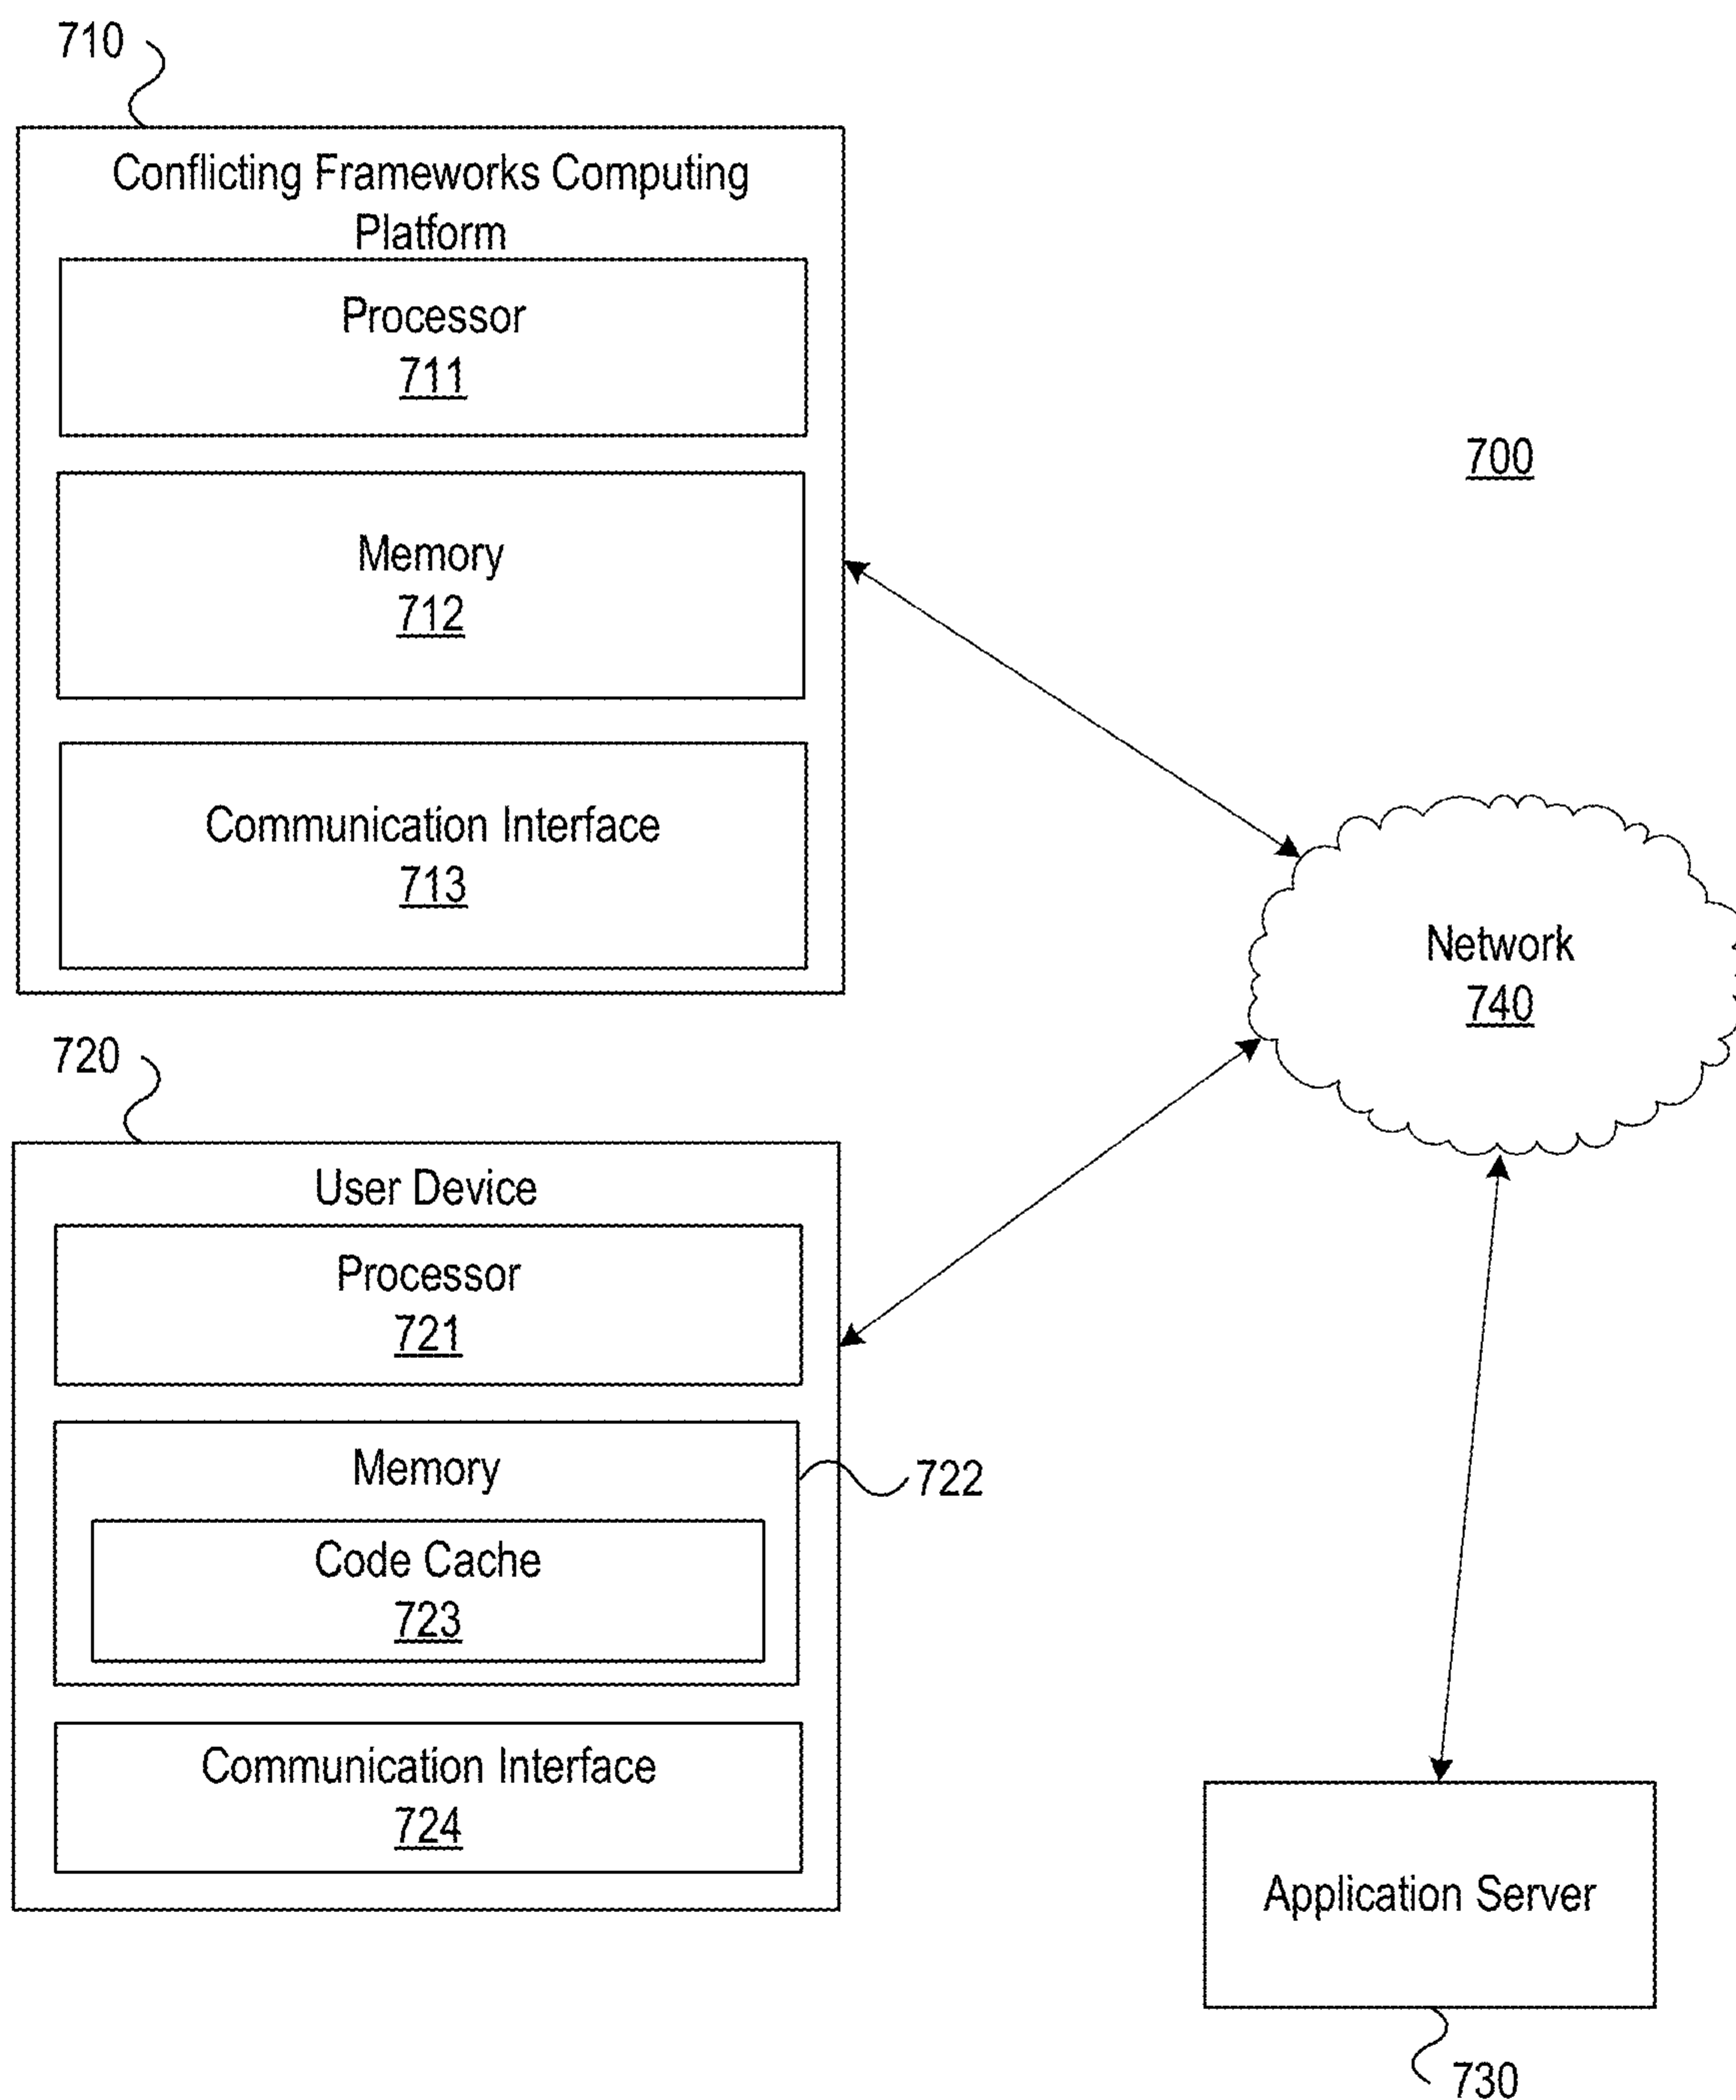 710
Conflicting Frameworks Computing
Platform
Processor
711
Memory
712
Communication Interface
713
700
Network
740
720
User Device
Processor
721
Memory
722
Code Cache
723
Communication Interface
724
Application Server
730